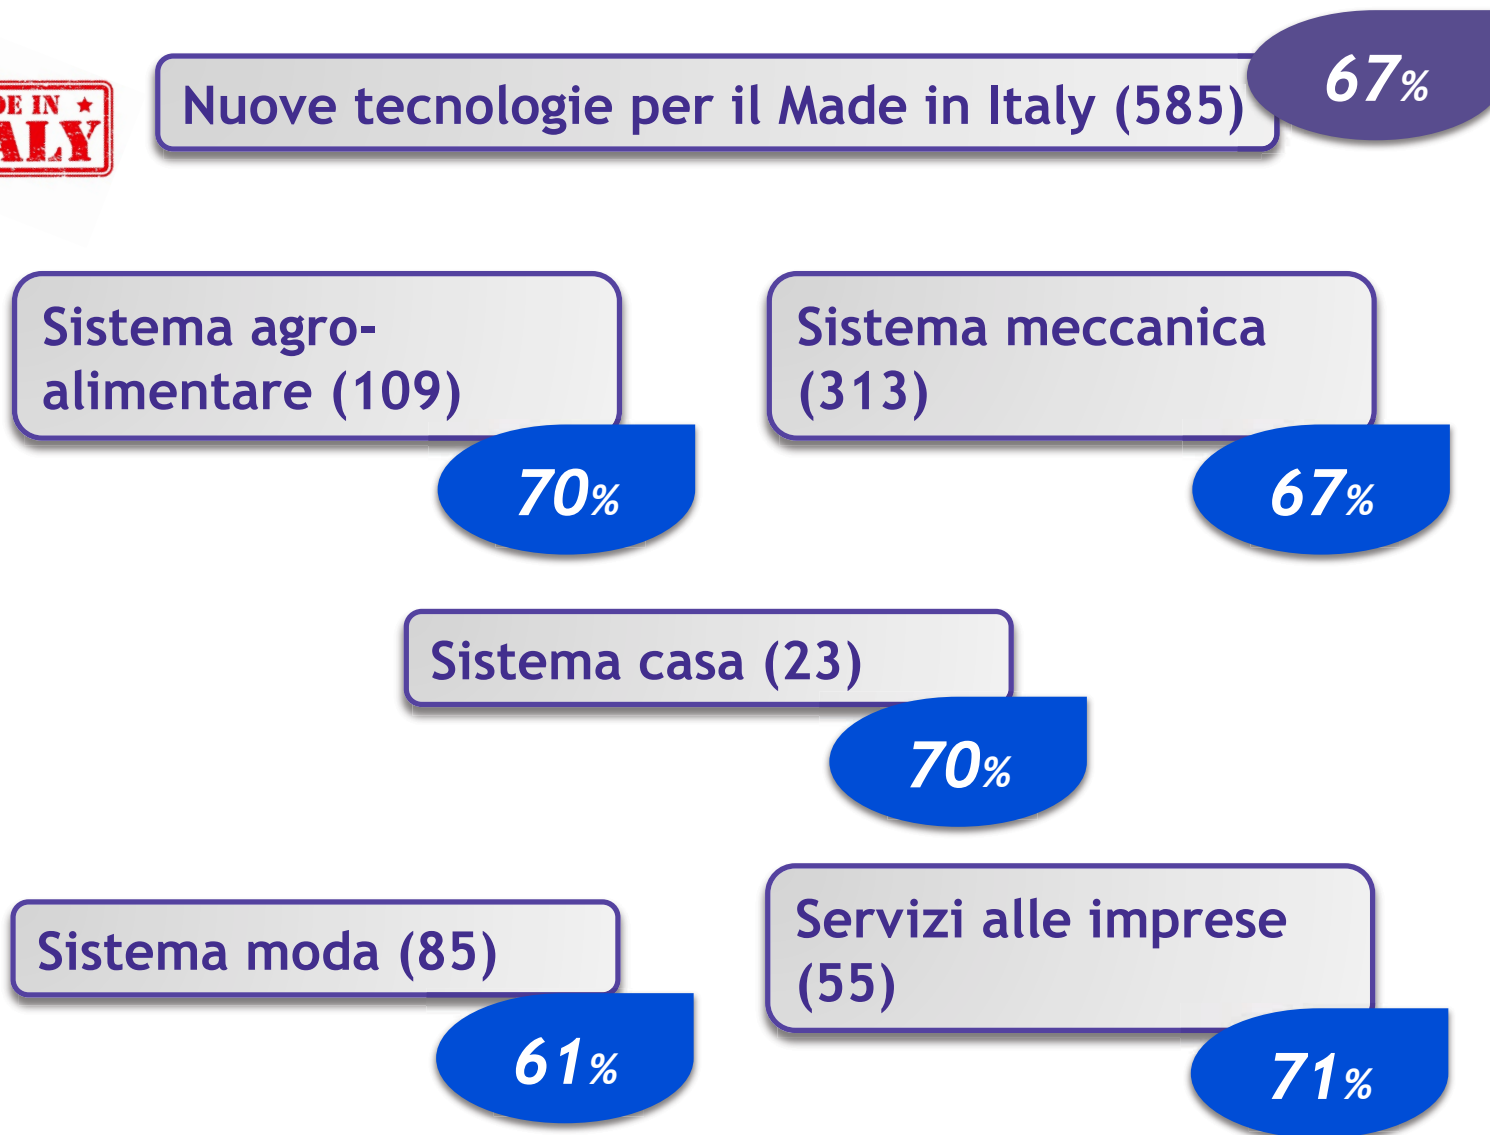 DE IN ★
ALY
Nuove tecnologie per il Made in Italy (585)
67%
Sistema agro-
alimentare (109)
70%
Sistema meccanica
(313)
67%
Sistema casa (23)
70%
Sistema moda (85)
61%
Servizi alle imprese
(55)
71%